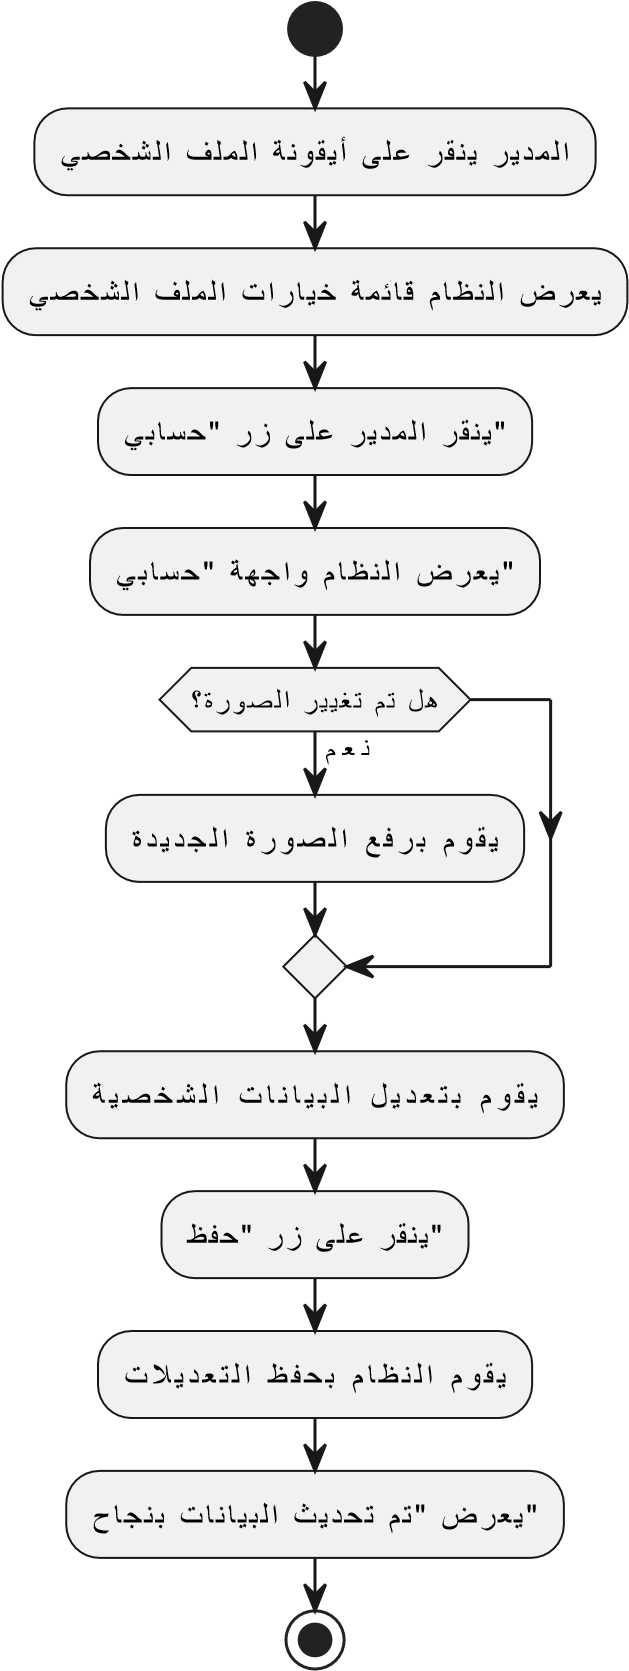 المدير ينقر على أيقونة الملف الشخصي
يعرض النظام قائمة خيارات الملف الشخصي
ينقر المدير على زر "حسابي"
يعرض النظام واجهة "حسابي"
هل تم تغيير الصورة؟
نعم
يقوم برفع الصورة الجديدة
يقوم بتعديل البيانات الشخصية
ينقر على زر "حفظ"
يقوم النظام بحفظ التعديلات
يعرض "تم تحديث البيانات بنجاح"